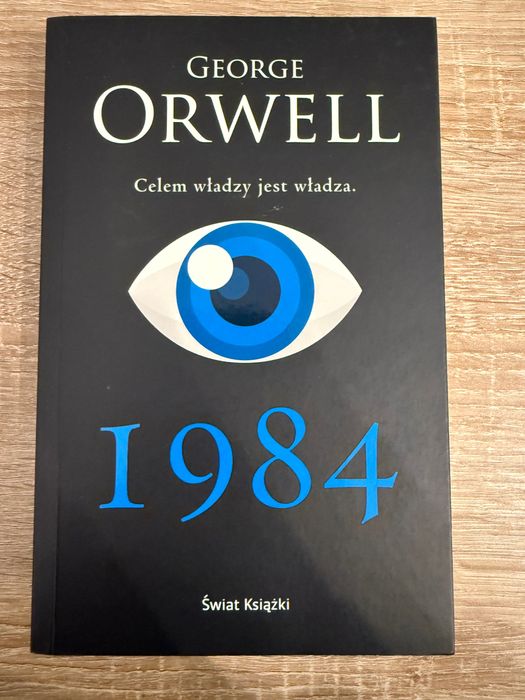 GEORGE
ORWELL
Celem władzy jest władza.
1984
Świat Książki